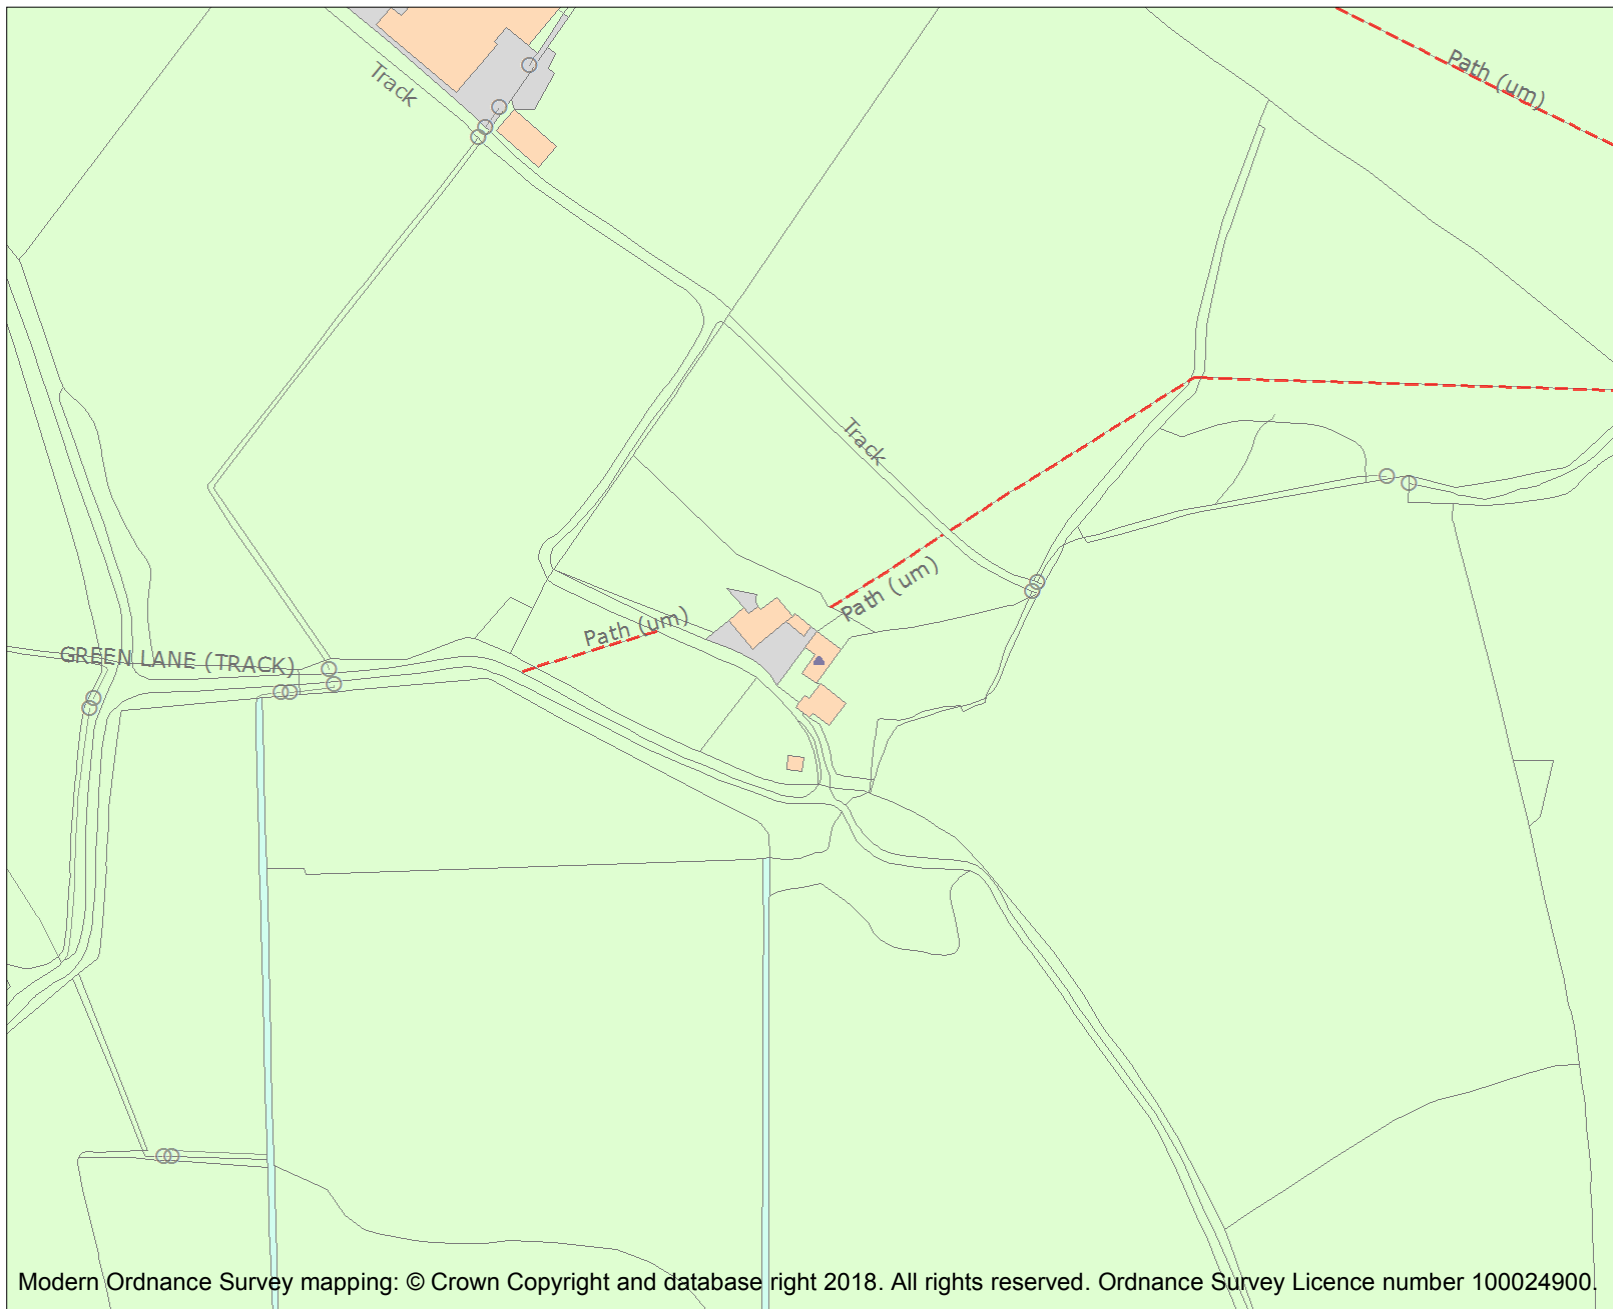 Path (um)
Track
Track
Path (um)
Path (um)
GREEN LANE (TRACK)
Modern Ordnance Survey mapping: © Crown Copyright and database right 2018. All rights reserved. Ordnance Survey Licence number 100024900.